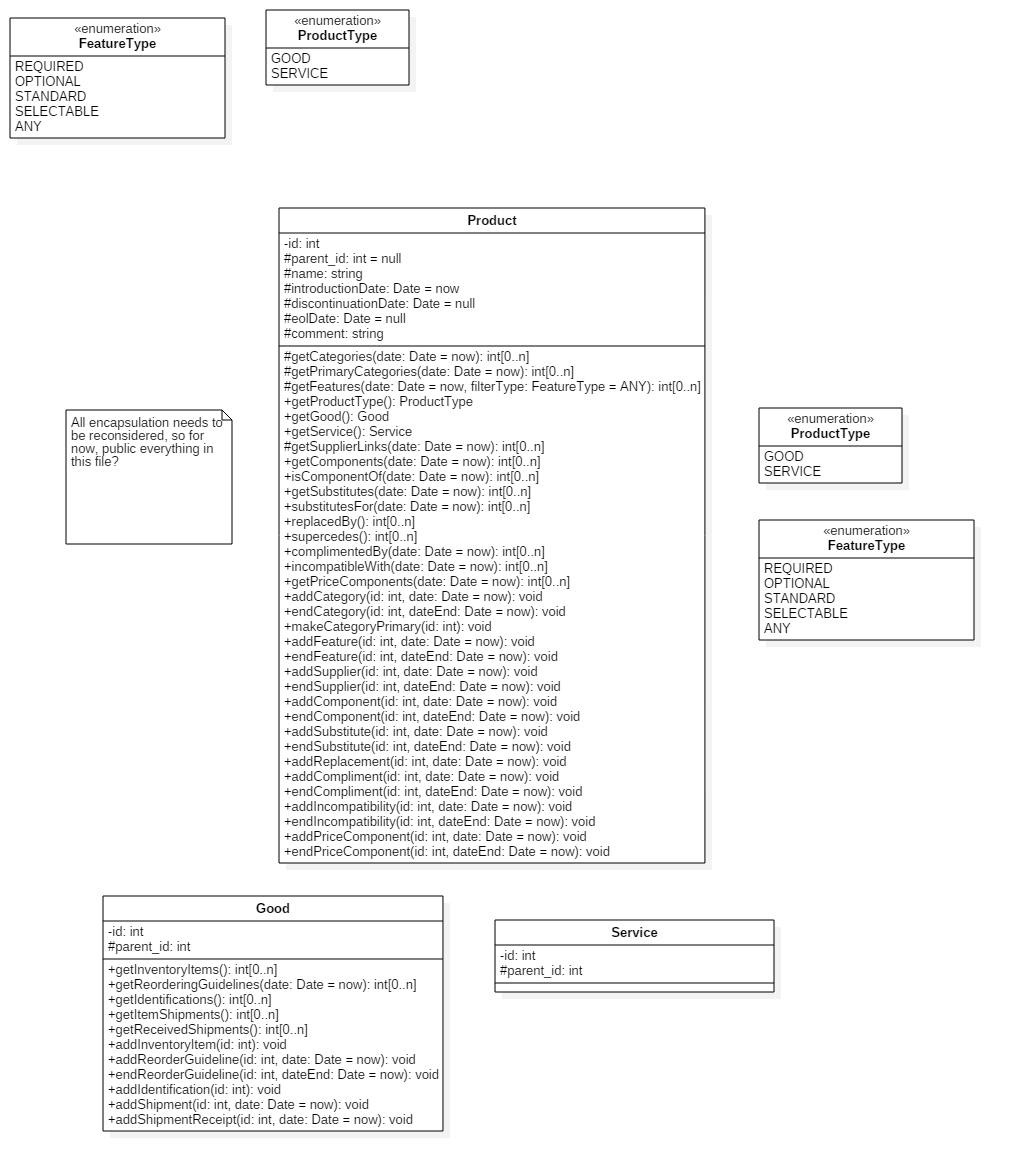 «enumeration»
FeatureType
REQUIRED
OPTIONAL
STANDARD
SELECTABLE
ANY
«enumeration»
ProductType
GOOD
SERVICE
Product
-id: int
#parent_id: int = null
#name: string
#introductionDate: Date = now
#discontinuationDate: Date = null
#eolDate: Date = null
#comment: string
#getCategories(date: Date = now): int[0..n]
#getPrimaryCategories(date: Date = now): int[0..n]
#getFeatures(date: Date = now, filterType: FeatureType = ANY): int[0..n]
+getProductType(): ProductType
+getGood(): Good
+getService(): Service
#getSupplierLinks(date: Date = now): int[0..n]
+getComponents(date: Date = now): int[0..n]
+isComponentOf(date: Date = now): int[0..n]
+getSubstitutes(date: Date = now): int[0..n]
+substitutesFor(date: Date = now): int[0..n]
+replacedBy(): int[0..n]
+supercedes(): int[0..n]
+complimentedBy(date: Date = now): int[0..n]
+incompatibleWith(date: Date = now): int[0..n]
+getPriceComponents(date: Date = now): int[0..n]
+addCategory(id: int, date: Date = now): void
+endCategory(id: int, dateEnd: Date = now): void
+makeCategoryPrimary(id: int): void
+addFeature(id: int, date: Date = now): void
+endFeature(id: int, dateEnd: Date = now): void
+addSupplier(id: int, date: Date = now): void
+endSupplier(id: int, dateEnd: Date = now): void
+addComponent(id: int, date: Date = now): void
+endComponent(id: int, dateEnd: Date = now): void
+addSubstitute(id: int, date: Date = now): void
+endSubstitute(id: int, dateEnd: Date = now): void
+addReplacement(id: int, date: Date = now): void
+addCompliment(id: int, date: Date = now): void
+endCompliment(id: int, dateEnd: Date = now): void
+addIncompatibility(id: int, date: Date = now): void
+endIncompatibility(id: int, dateEnd: Date = now): void
+addPriceComponent(id: int, date: Date = now): void
+endPriceComponent(id: int, dateEnd: Date = now): void
All encapsulation needs to
be reconsidered, so for
now, public everything in
this file?
«enumeration»
ProductType
GOOD
SERVICE
«enumeration»
FeatureType
REQUIRED
OPTIONAL
STANDARD
SELECTABLE
ANY
Good
-id: int
#parent_id: int
+getInventoryItems(): int[0..n]
+getReorderingGuidelines(date: Date = now): int[0..n]
+getIdentifications(): int[0..n]
+getItemShipments(): int[0..n]
+getReceivedShipments(): int[0..n]
+addInventoryItem(id: int): void
+addReorderGuideline(id: int, date: Date = now): void
+endReorderGuideline(id: int, dateEnd: Date = now): void
+addIdentification(id: int): void
+addShipment(id: int, date: Date = now): void
+addShipmentReceipt(id: int, date: Date = now): void
Service
-id: int
#parent_id: int